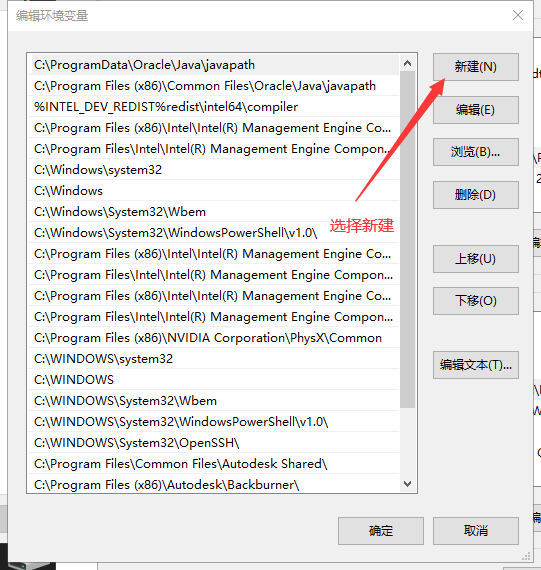 编辑环境变量
C:\ProgramData\Oracle\Java\javapath
C:\Program Files (x86)\Common Files\Oracle\Java\javapath
%INTEL_DEV_REDIST%redist\intel64\compiler
C:\Program Files (x86)\Intel\Intel(R) Management Engine Co...
C:\Program Files\Intel\Intel(R) Management Engine Compon...
C:\Windows\system32
C:\Windows
C:\Windows\System32\Wbem
C:\Windows\System32\WindowsPowerShell\v1.0\
C:\Program Files (x86)\Intel\Intel(R) Management Engine Co...
C:\Program Files\Intel\Intel(R) Management Engine Compon...
C:\Program Files (x86)\Intel\Intel(R) Management Engine Co...
C:\Program Files\Intel\Intel(R) Management Engine Compon...
C:\Program Files (x86)\NVIDIA Corporation\PhysX\Common
C:\WINDOWS\system32
C:\WINDOWS
C:\WINDOWS\System32\Wbem
C:\WINDOWS\System32\WindowsPowerShell\v1.0\
C:\WINDOWS\System32\OpenSSH\
C:\Program Files\Common Files\Autodesk Shared\
C:\Program Files (x86)\Autodesk\Backburner\
新建(N)
编辑(E)
浏览(B)...
删除(D)
选择新建
上移(U)
下移(O)
编辑文本(T)...
确定
取消